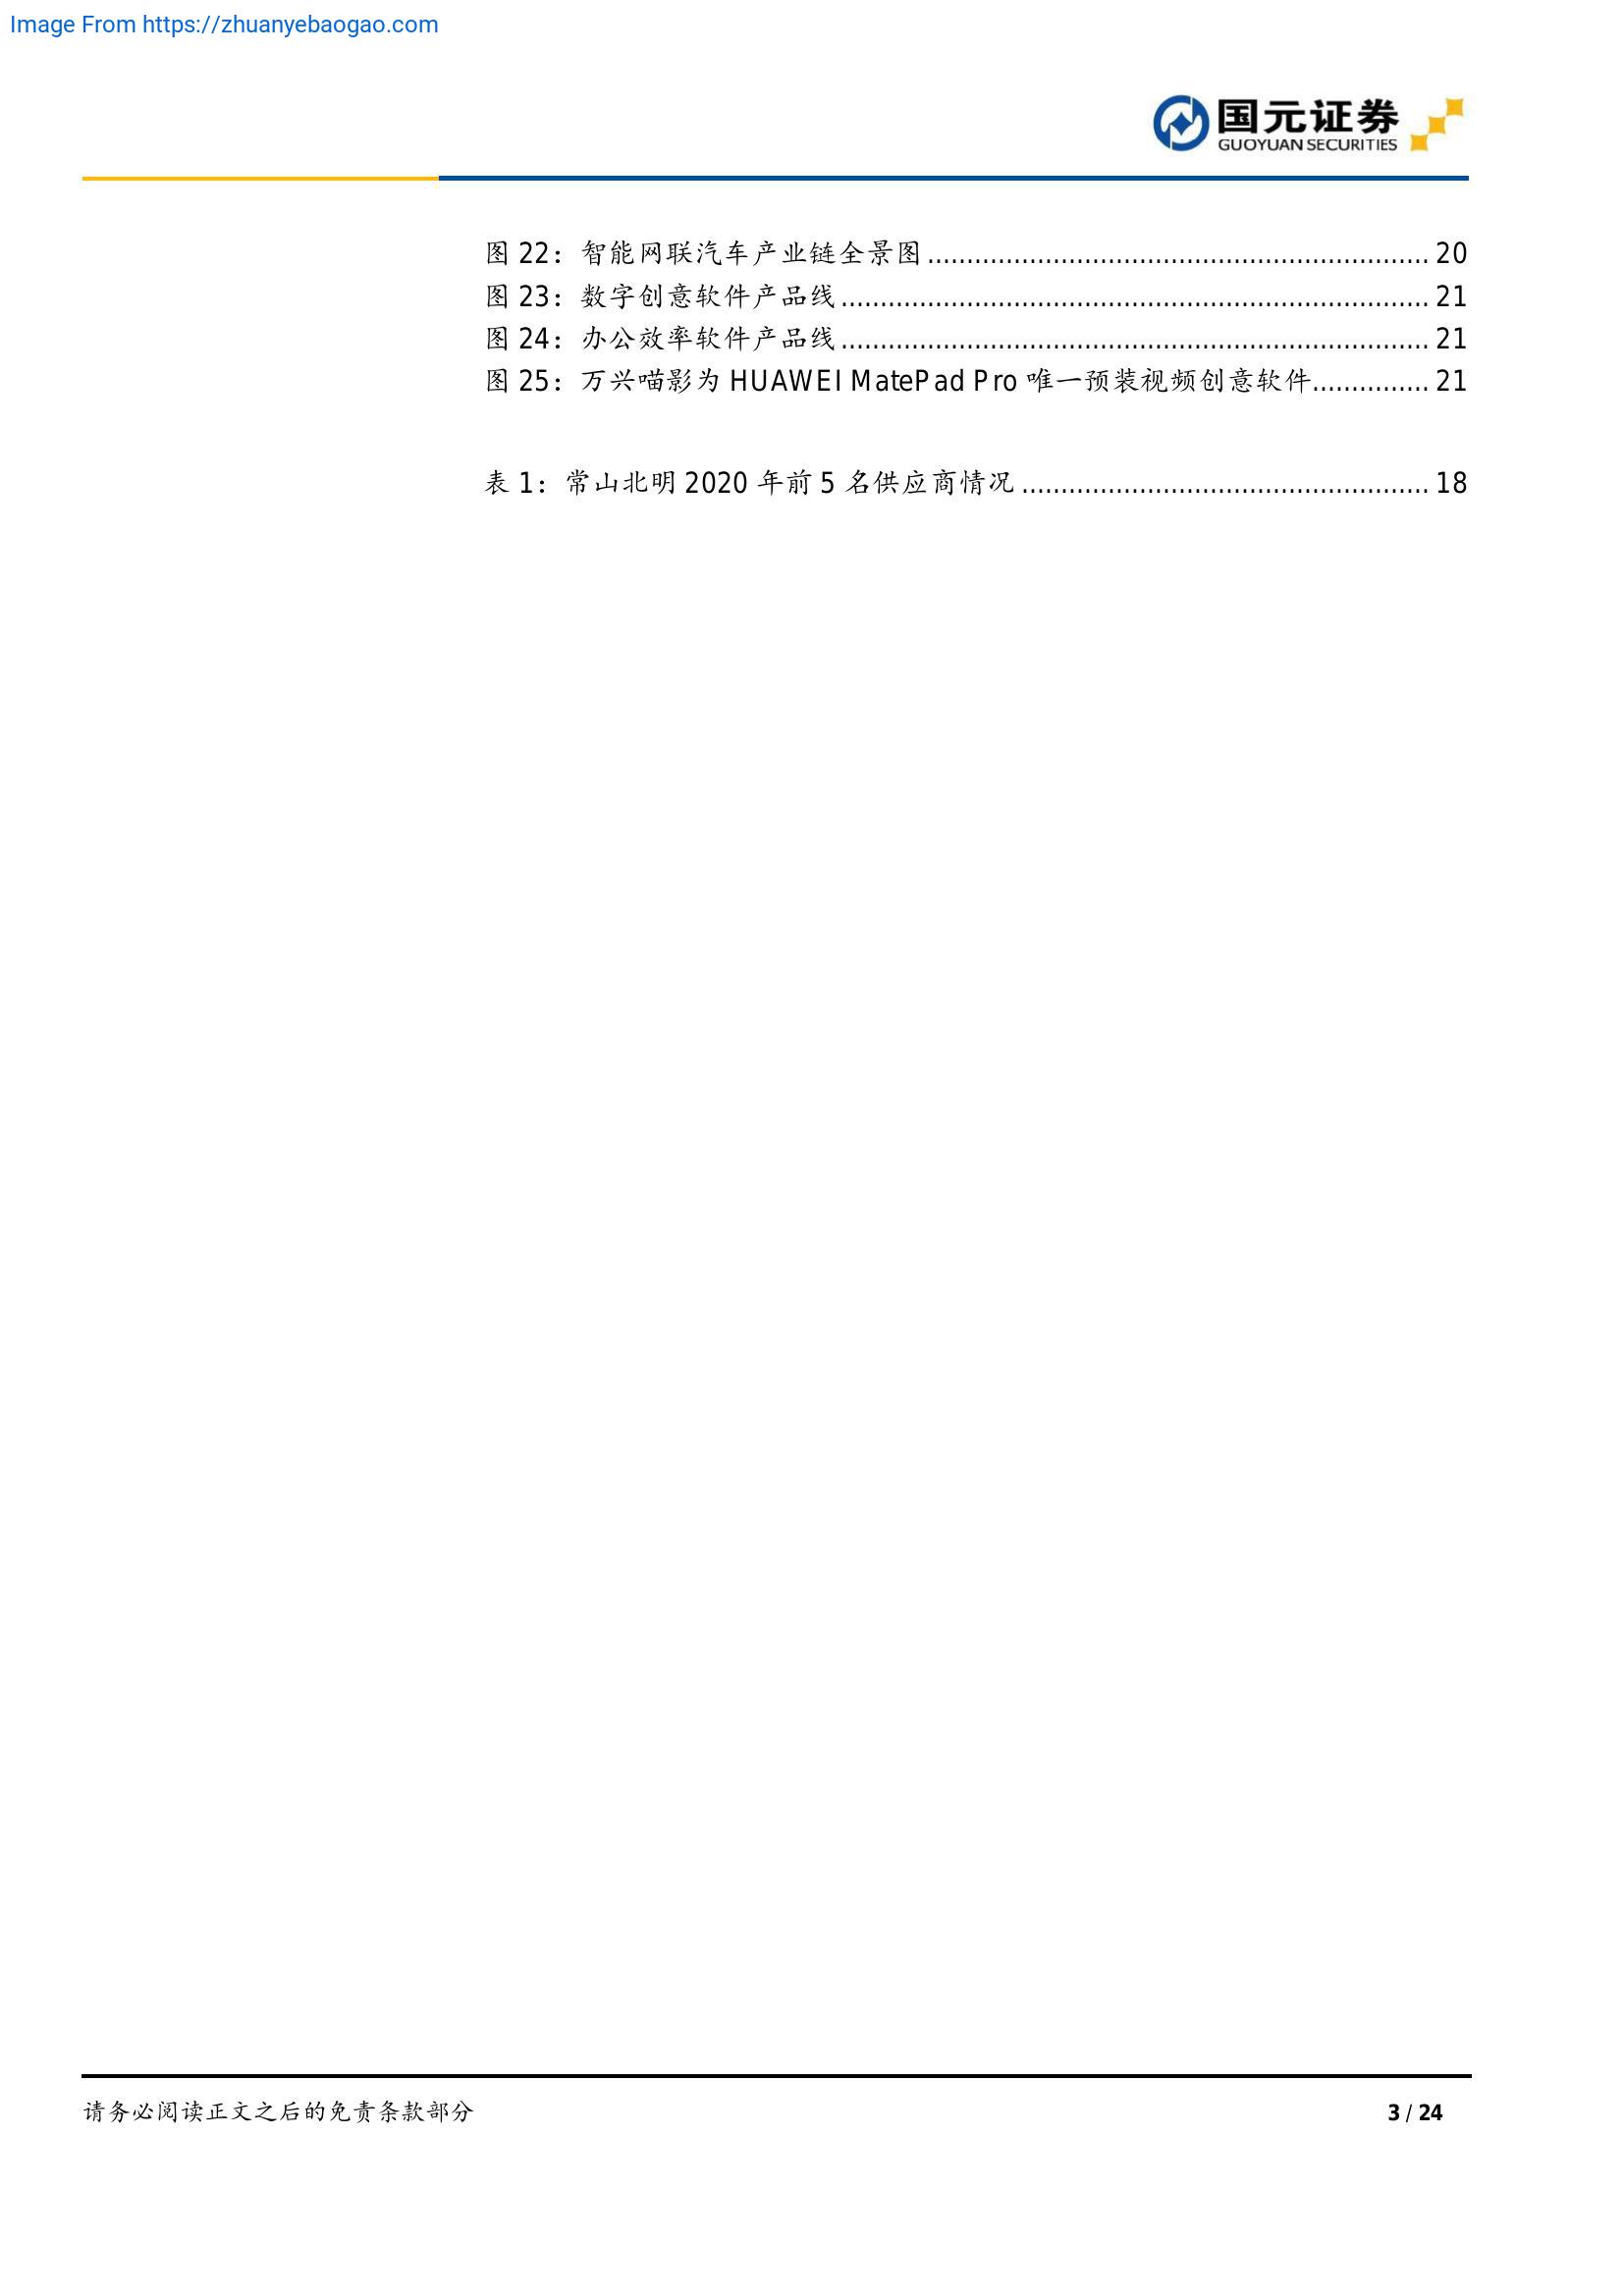 Image From https://zhuanyebaogao.com
国元证券
GUOYUAN SECURITIES
图 22：智能网联汽车产业链全景图................................................................ 20
图 23：数字创意软件产品线........................................................................... 21
图 24：办公效率软件产品线........................................................................... 21
图 25：万兴喵影为 HUAWEI MatePad Pro 唯一预装视频创意软件............... 21
表 1：常山北明 2020 年前 5 名供应商情况.................................................... 18
请务必阅读正文之后的免责条款部分
3 / 24